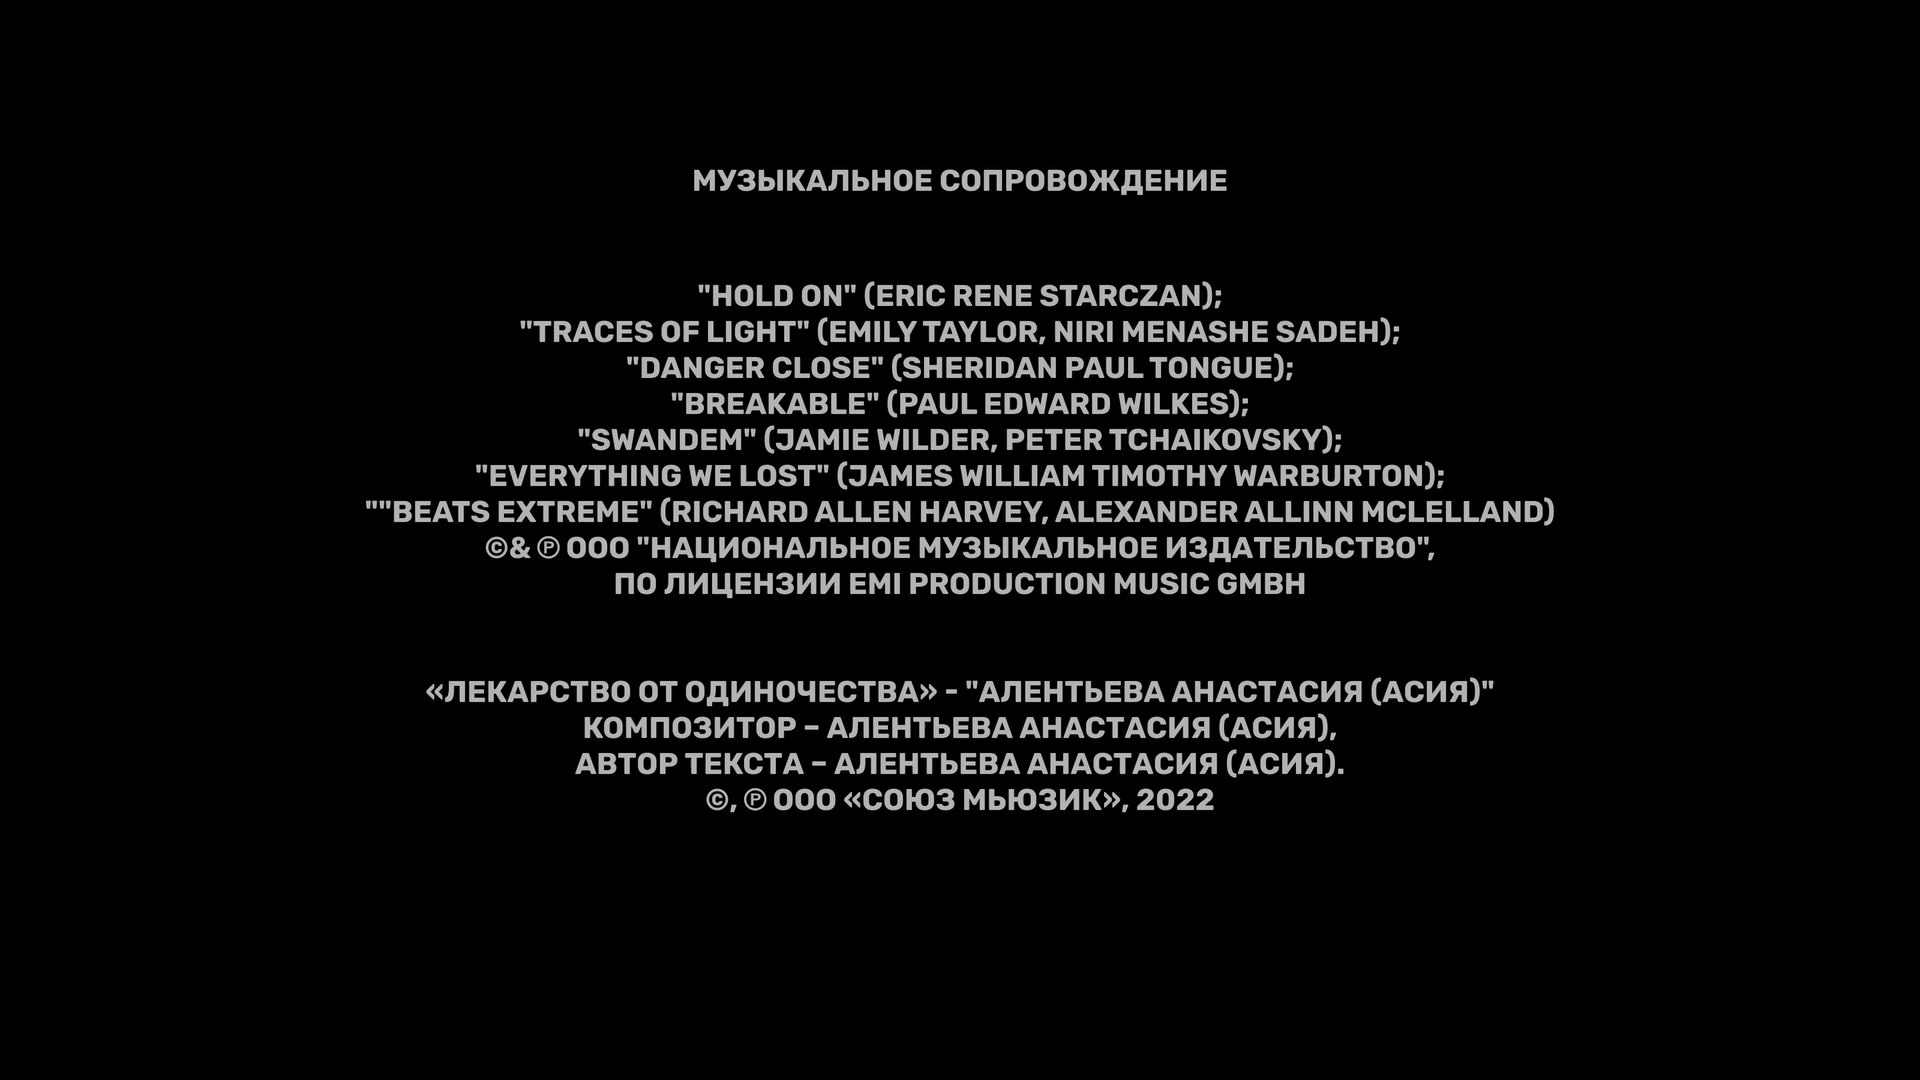 МУЗЫКАЛЬНОЕ СОПРОВОЖДЕНИЕ
"HOLD ON" (ERIC RENE STARCZAN);
"TRACES OF LIGHT" (EMILY TAYLOR, NIRI MENASHE SADEH);
"DANGER CLOSE" (SHERIDAN PAUL TONGUE);
"BREAKABLE" (PAUL EDWARD WILKES);
"SWANDEM" (JAMIE WILDER, PETER TCHAIKOVSKY);
"EVERYTHING WE LOST" (JAMES WILLIAM TIMOTHY WARBURTON);
""BEATS EXTREME" (RICHARD ALLEN HARVEY, ALEXANDER ALLINN MCLELLAND)
©& ℗ ООО "НАЦИОНАЛЬНОЕ МУЗЫКАЛЬНОЕ ИЗДАТЕЛЬСТВО",
ПО ЛИЦЕНЗИИ EMI PRODUCTION MUSIC GMBH
«ЛЕКАРСТВО ОТ ОДИНОЧЕСТВА» - "АЛЕНТЬЕВА АНАСТАСИЯ (АСИЯ)"
КОМПОЗИТОР – АЛЕНТЬЕВА АНАСТАСИЯ (АСИЯ),
АВТОР ТЕКСТА – АЛЕНТЬЕВА АНАСТАСИЯ (АСИЯ).
©, ℗ ООО «СОЮЗ МЬЮЗИК», 2022